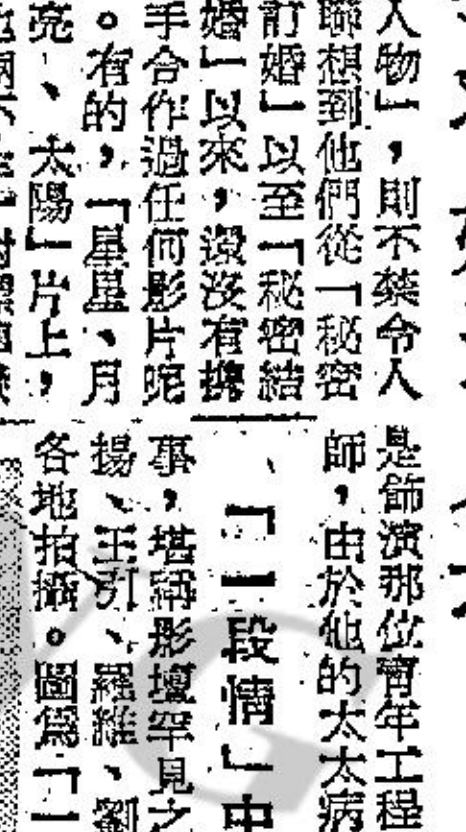 人物」，則不禁令人
聯想到他們從「秘密
訂婚」以至「秘密結
婚」以來，還沒有携
手合作過任何影片呢
。有的，「星星、月
亮、太陽」片上，
是飾演那位青年工程
師，由於他的太太病
、「一段情」中
事，堪稱影壇罕見之
揚、王引、羅維、劉
各地拍攝。圖爲「一